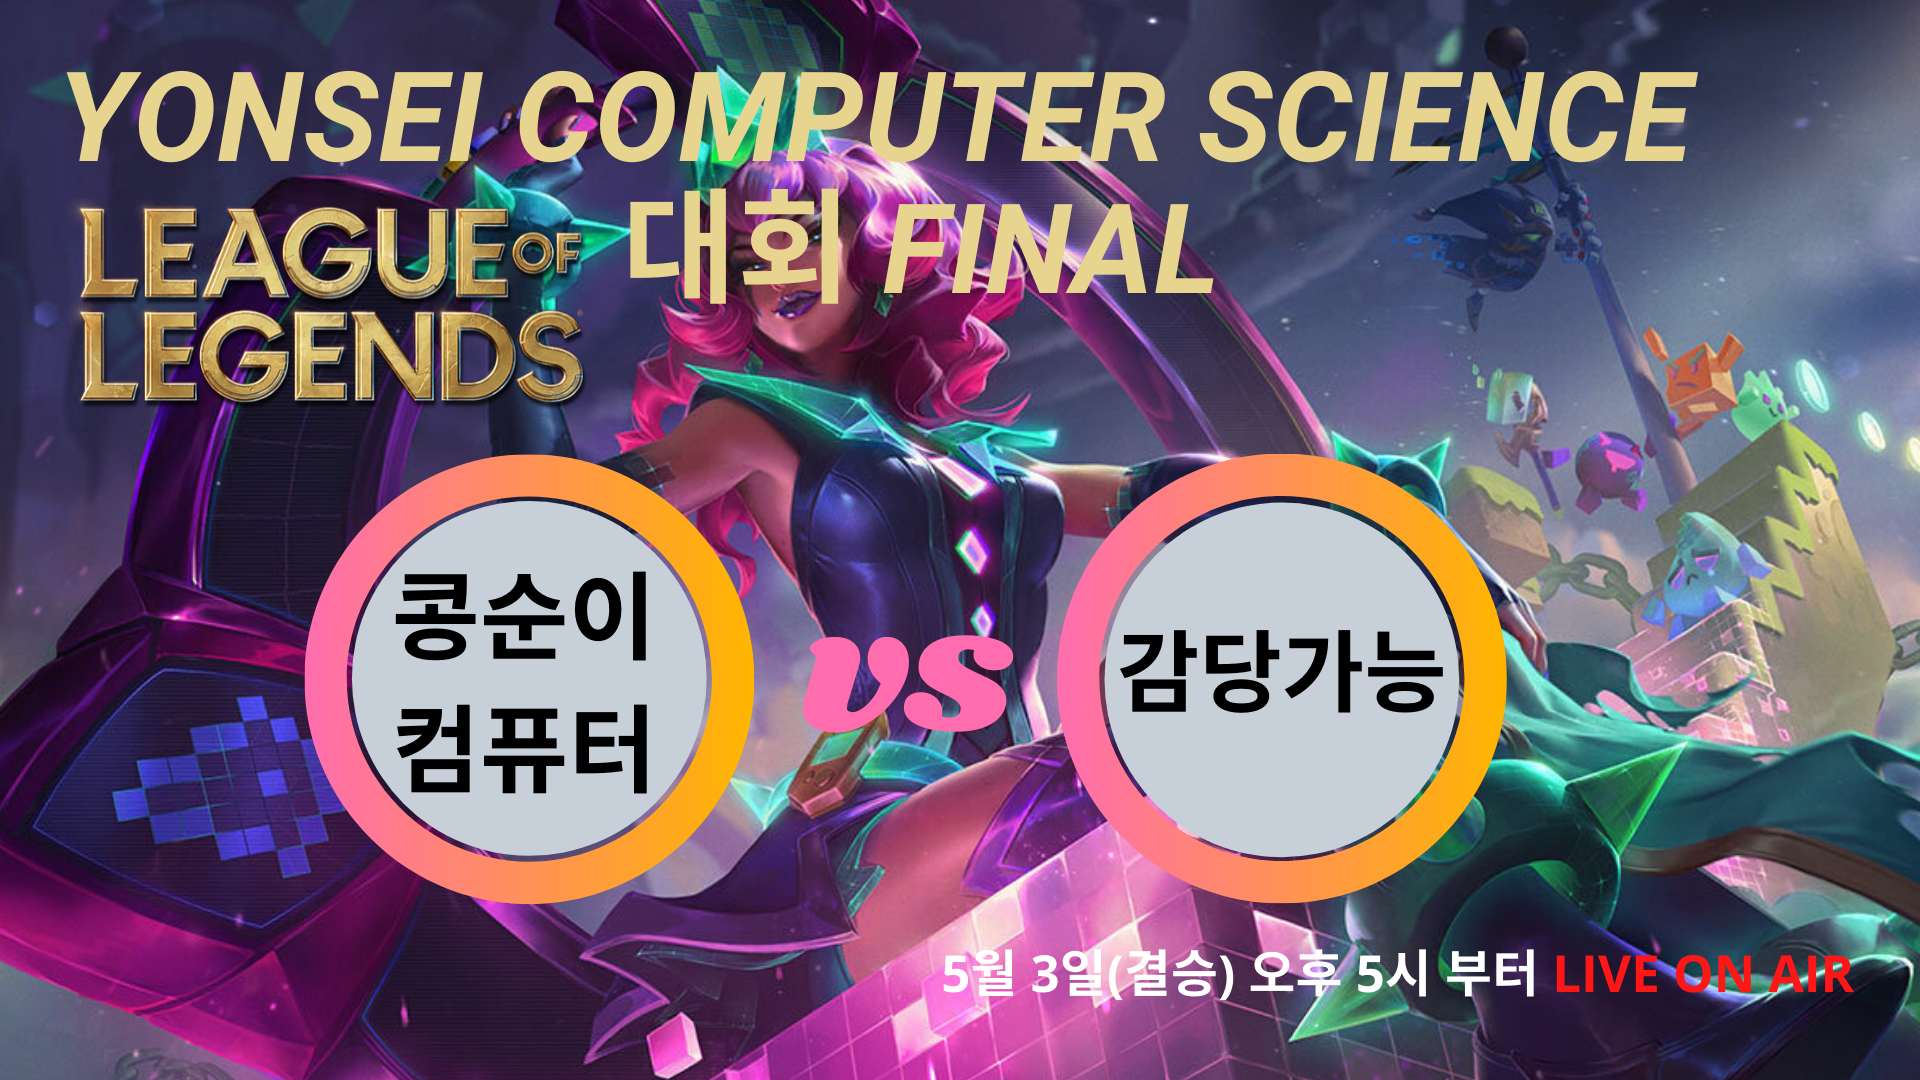 YONSEI COMPUTER SCIENCE
LEAGUE OF
LEGENDS
대회 FINAL
콩순이
컴퓨터
vs
감당가능
5월 3일(결승) 오후 5시 부터 LIVE ON AIR